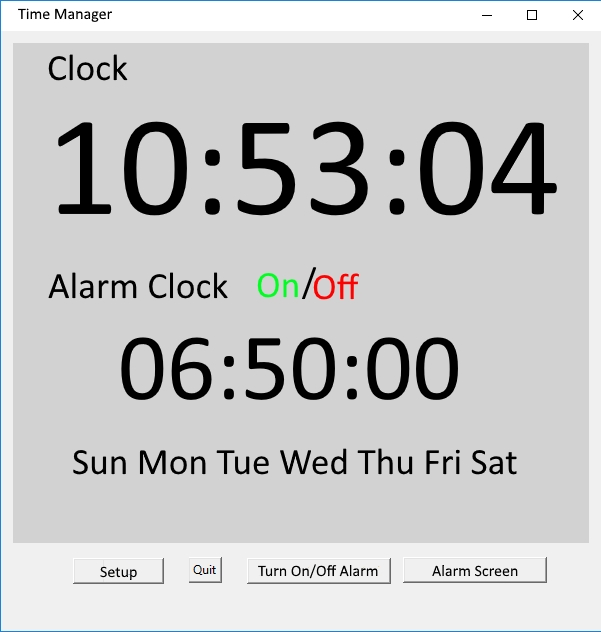 Time Manager
Clock
10:53:04
Alarm Clock On/Off
06:50:00
Sun Mon Tue Wed Thu Fri Sat
Setup Quit Turn On/Off Alarm Alarm Screen